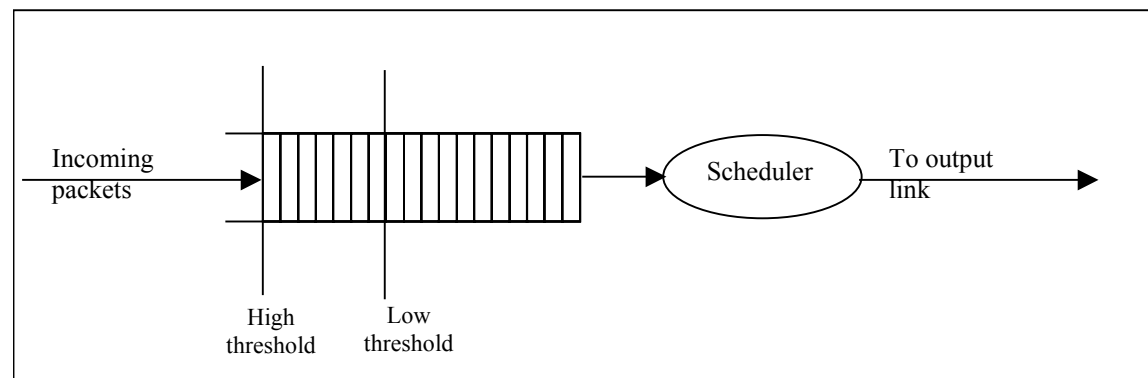 Incoming
packets
Scheduler
To output
link
High
threshold
Low
threshold